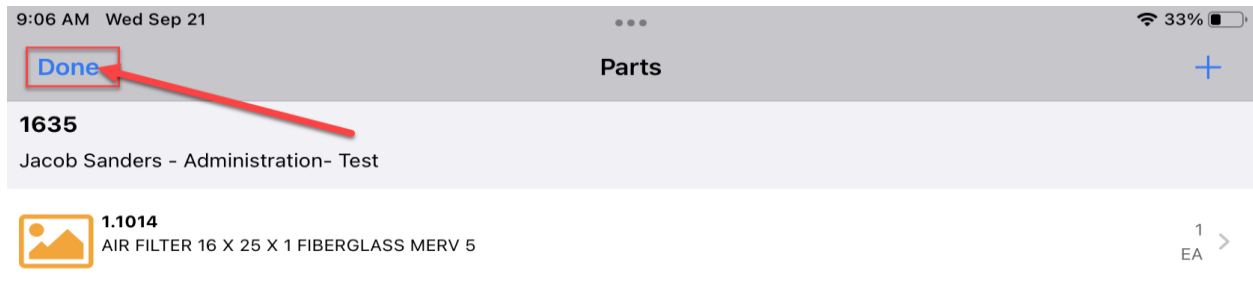 9:06 AM Wed Sep 21
33%
Done
Parts
1635
Jacob Sanders - Administration- Test
1.1014
AIR FILTER 16 X 25 X 1 FIBERGLASS MERV 5
1
EA